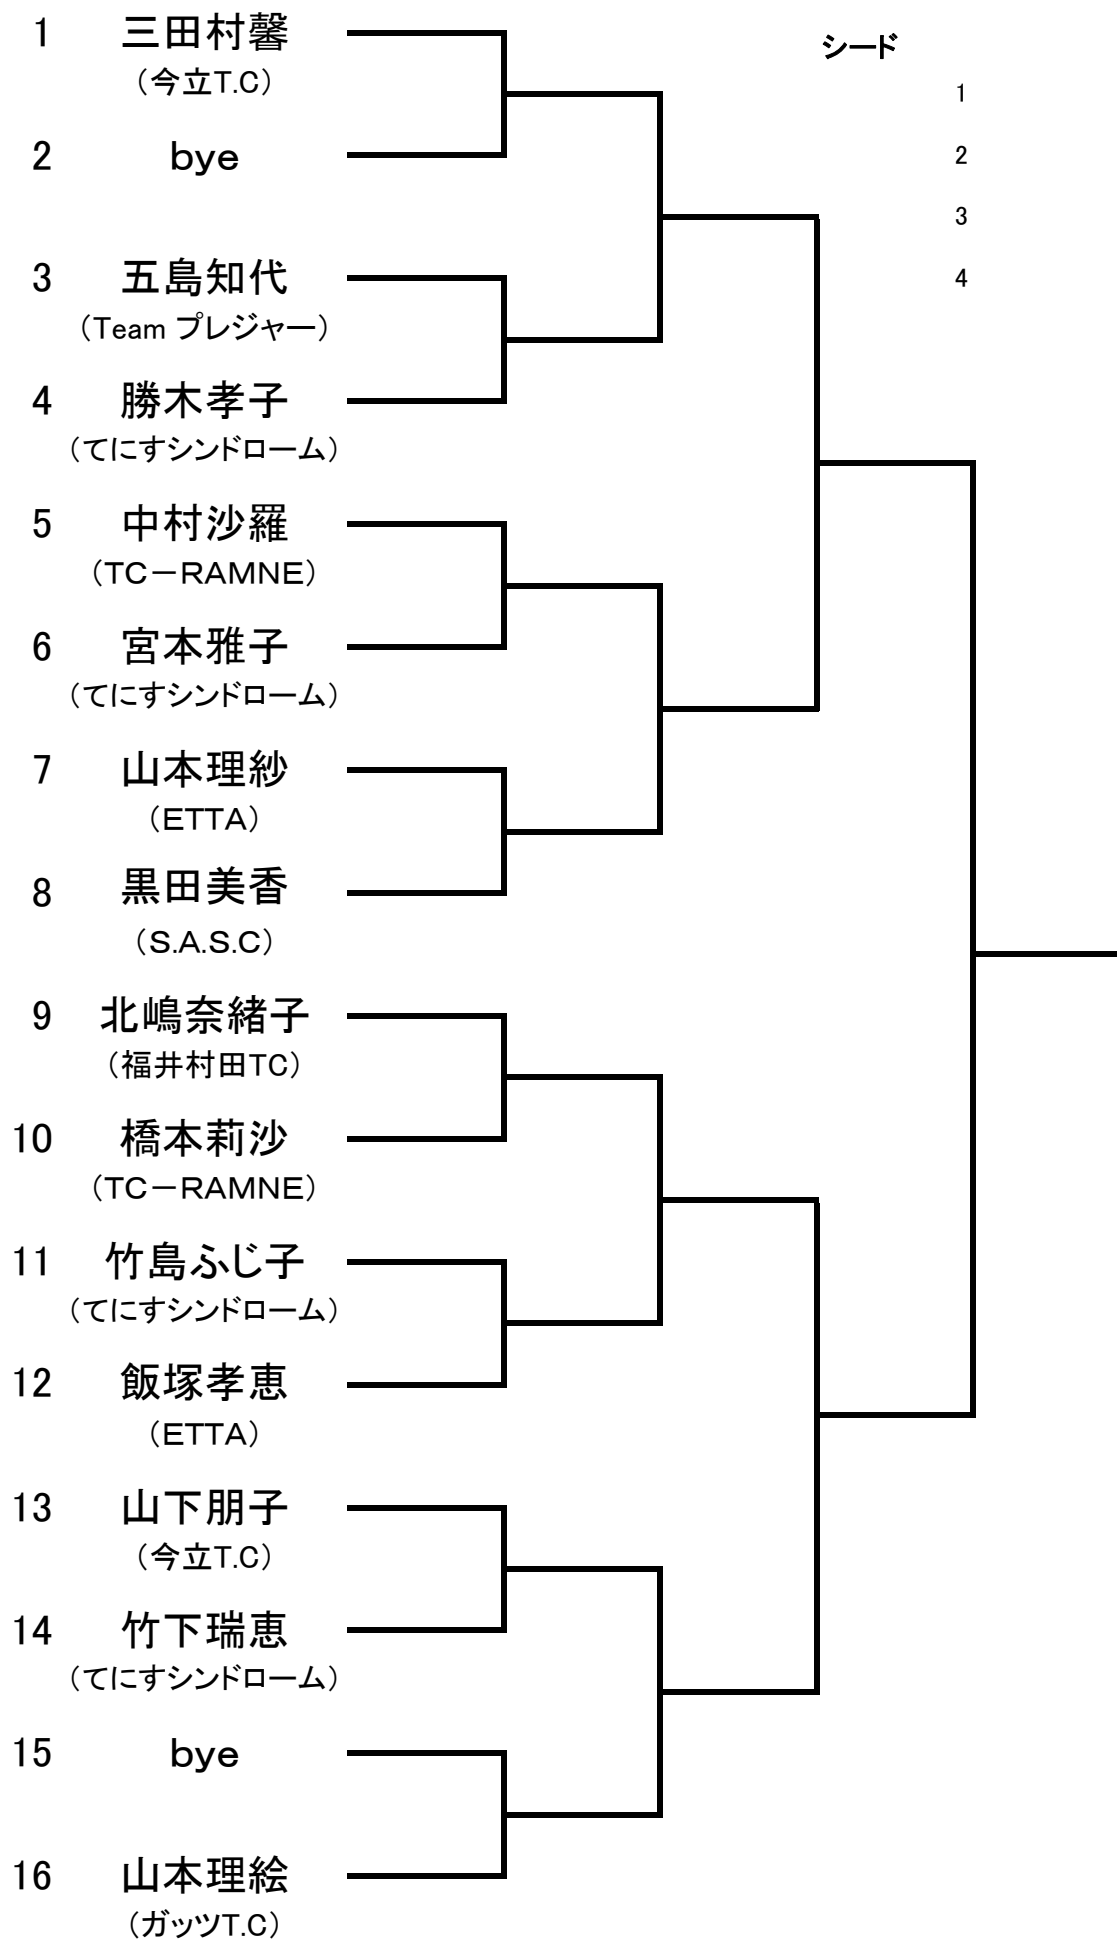 1 三田村馨
（今立T.C）
2 bye
3 五島知代
（Team プレジャー）
4 勝木孝子
（てにすシンドローム）
5 中村沙羅
（TC－RAMNE）
6 宮本雅子
（てにすシンドローム）
7 山本理紗
（ETTA）
8 黒田美香
（S.A.S.C）
9 北嶋奈緒子
（福井村田TC）
10 橋本莉沙
（TC－RAMNE）
11 竹島ふじ子
（てにすシンドローム）
12 飯塚孝恵
（ETTA）
13 山下朋子
（今立T.C）
14 竹下瑞恵
（てにすシンドローム）
15 bye
16 山本理絵
（ガッツT.C）
シード
1
2
3
4